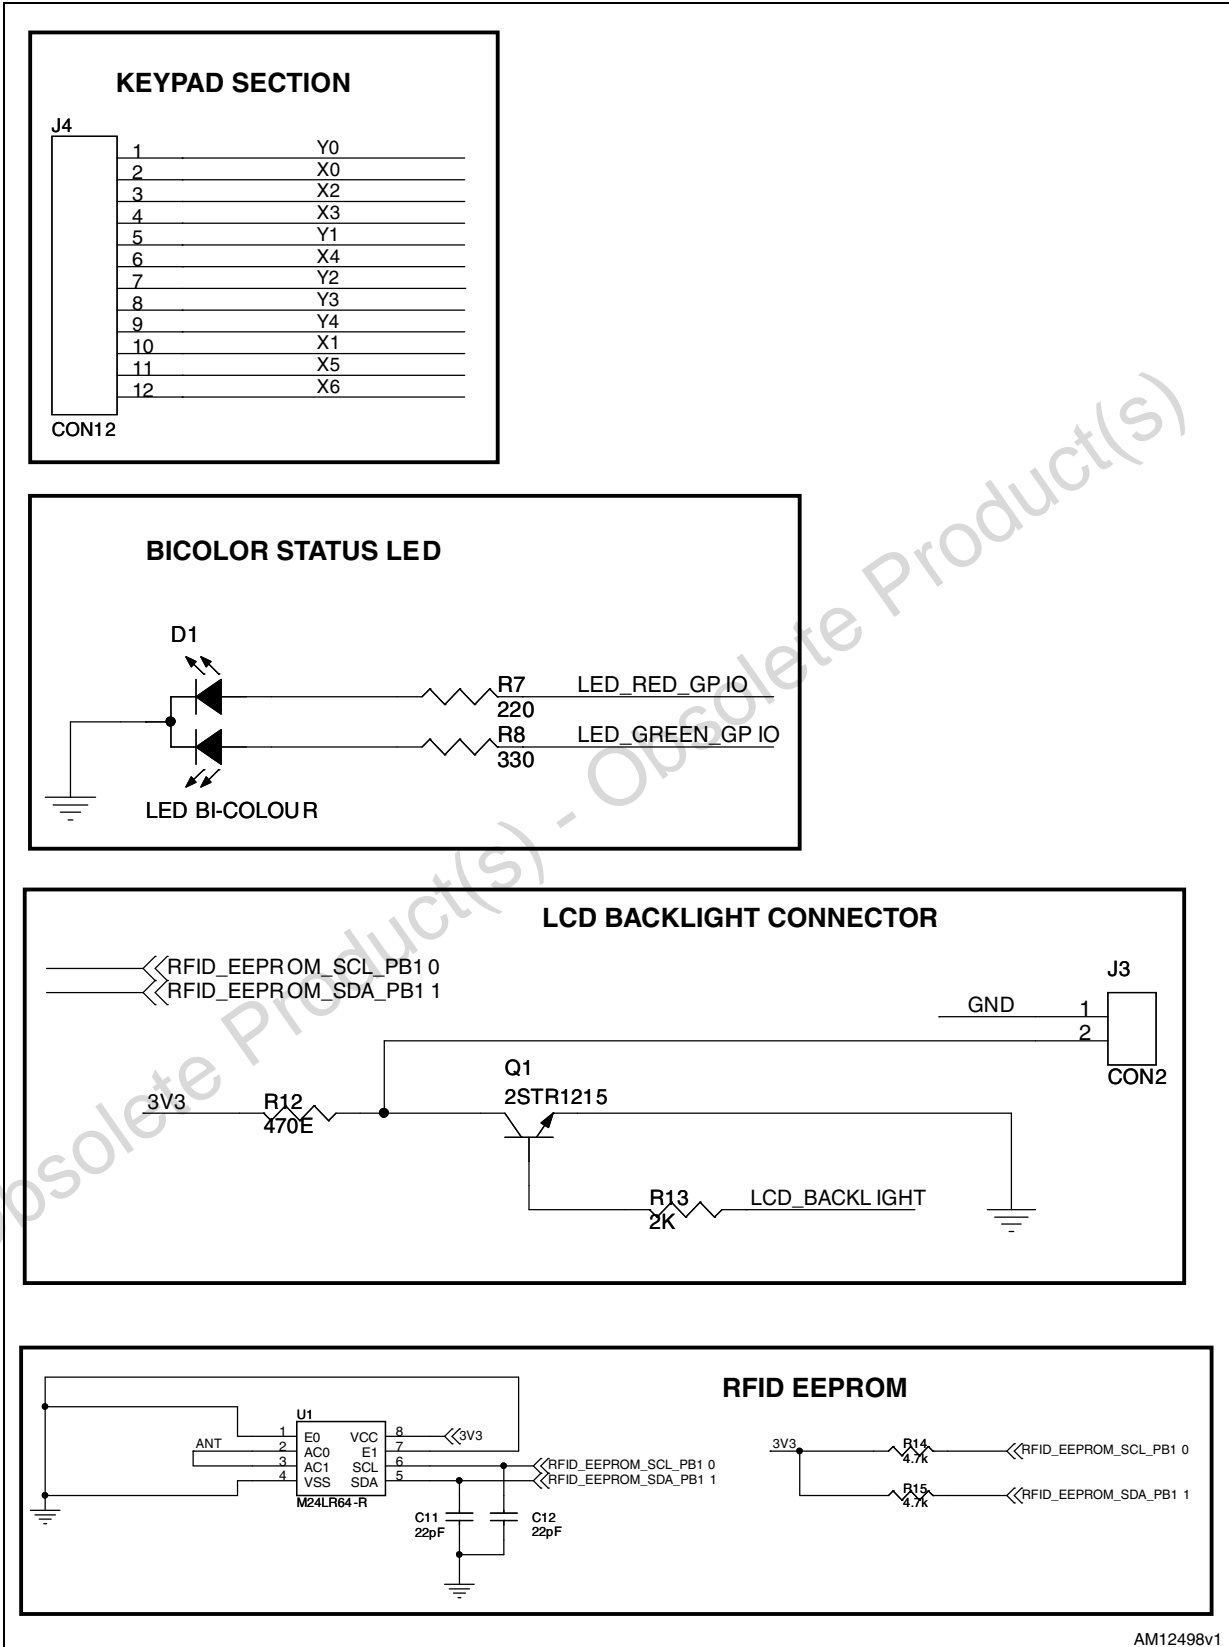 KEYPAD SECTION
J4
1 Y0
2 X0
3 X2
4 X3
5 Y1
6 X4
7 Y2
8 Y3
9 Y4
10 X1
11 X5
12 X6
CON12
BICOLOR STATUS LED
D1
R7 LED_RED_GPIO
220
R8 LED_GREEN_GPIO
330
LED BI-COLOUR
LCD BACKLIGHT CONNECTOR
RFID_EEPROM_SCL_PB10
RFID_EEPROM_SDA_PB11
J3
GND 1
2
CON2
Q1
2STR1215
3V3 R12
470E
R13 LCD_BACKLIGHT
2K
RFID EEPROM
U1
1 E0 VCC 8 3V3
ANT 2 AC0 E1 7
3 AC1 SCL 6 RFID_EEPROM_SCL_PB10
4 VSS SDA 5 RFID_EEPROM_SDA_PB11
M24LR64-R
C11 C12
22pF 22pF
3V3 R14 RFID_EEPROM_SCL_PB10
4.7k
R15 RFID_EEPROM_SDA_PB11
4.7k
AM12498v1
Obsolete Product(s) - Obsolete Product(s)